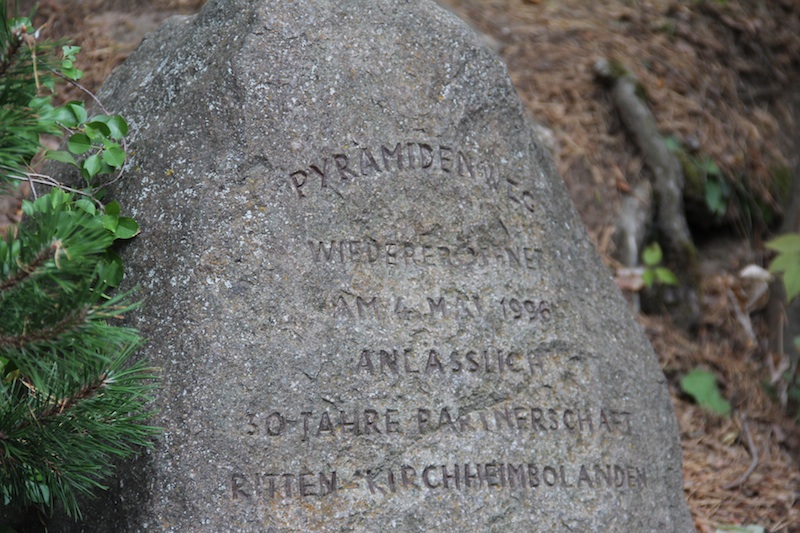 PYRAMIDENWEG
WIEDERERÖFFNET
AM 4. MAI 1996
ANLÄSSLICH
30-JAHRE PARTNERSCHAFT
RITTEN-KIRCHHEIMBOLANDEN